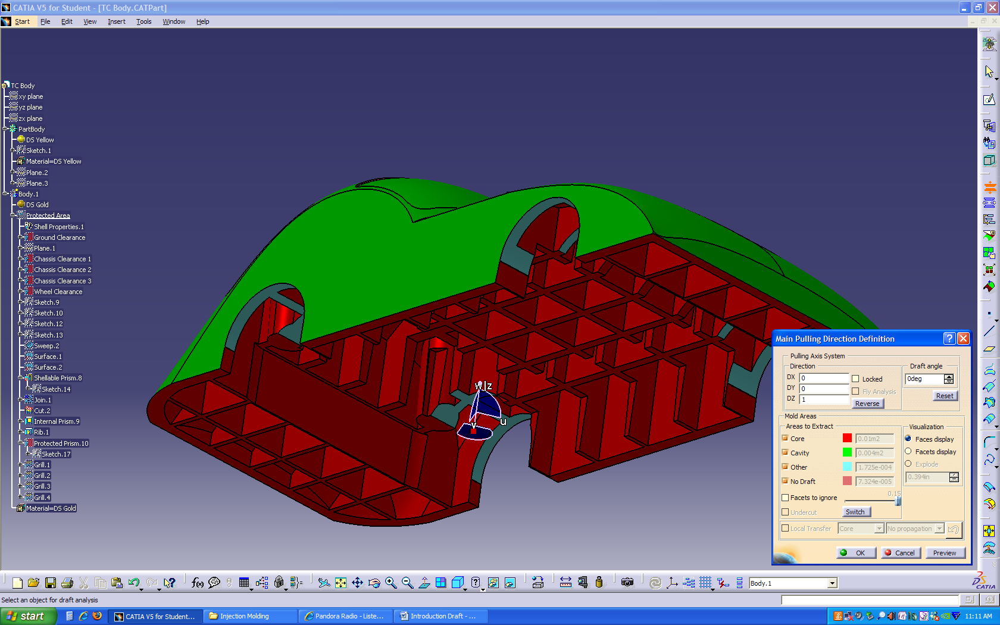 CATIA V5 for Student - [TC Body.CATPart]
Start File Edit View Insert Tools Window Help
TC Body
xy plane
yz plane
zx plane
PartBody
DS Yellow
Sketch.1
Material=DS Yellow
Plane.2
Plane.3
Body.1
DS Gold
Protected Area
Shell Properties.1
Ground Clearance
Plane.1
Chassis Clearance 1
Chassis Clearance 2
Chassis Clearance 3
Wheel Clearance
Sketch.9
Sketch.10
Sketch.12
Sketch.13
Sweep.2
Surface.1
Surface.2
Shellable Prism.8
Sketch.14
Join.1
Cut.2
Internal Prism.9
Rib.1
Protected Prism.10
Sketch.17
Grill.1
Grill.2
Grill.3
Grill.4
Material=DS Gold
w|z
u
v
Main Pulling Direction Definition
Pulling Axis System
Direction
Draft angle
DX 0
Locked
0deg
DY 0
Fly Analysis
Reset
DZ 1
Reverse
Mold Areas
Areas to Extract
Visualization
Core 0.01m2
Faces display
Cavity 0.004m2
Facets display
Other 1.725e-004
Explode
No Draft 7.324e-005
0.394in
Facets to ignore
0.15
Undercut
Switch
Local Transfer Core No propagation
OK Cancel Preview
f(x)
Body.1
DS CATIA
Select an object for draft analysis
start
CATIA V5 for Student...
Injection Molding
Pandora Radio - Liste...
Introduction Draft - ...
11:11 AM